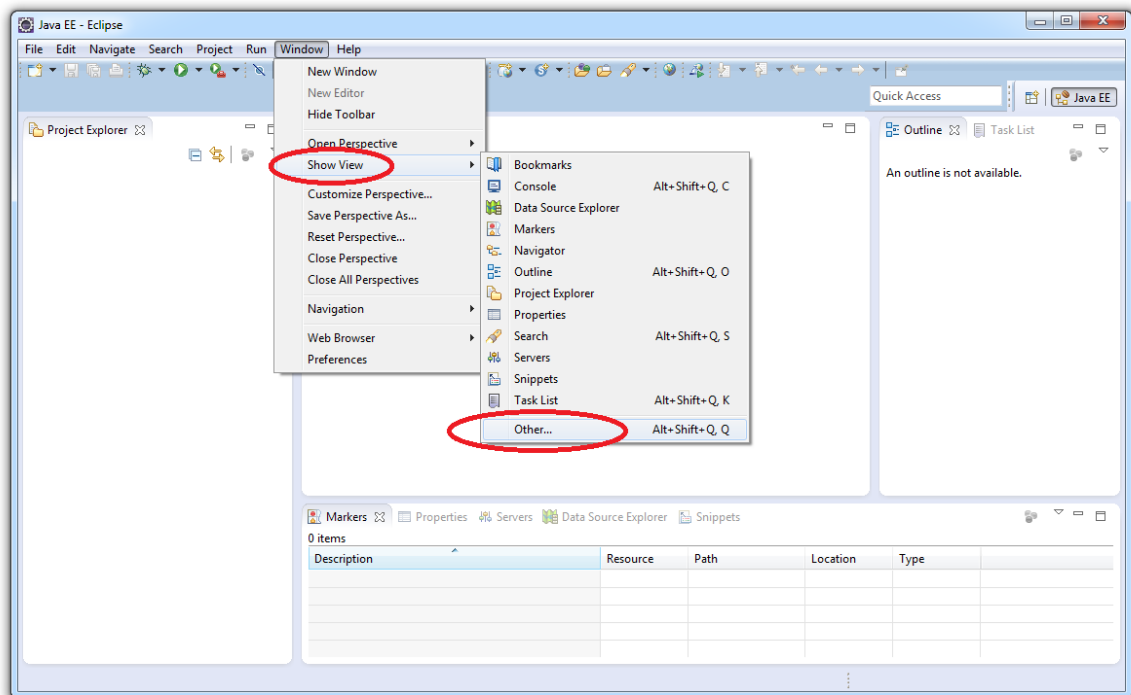 Java EE - Eclipse
File Edit Navigate Search Project Run Window Help
Quick Access
Java EE
New Window
New Editor
Hide Toolbar
Open Perspective
Show View
Customize Perspective...
Save Perspective As...
Reset Perspective...
Close Perspective
Close All Perspectives
Navigation
Web Browser
Preferences
Project Explorer
Bookmarks
Console Alt+Shift+Q, C
Data Source Explorer
Markers
Navigator
Outline Alt+Shift+Q, O
Project Explorer
Properties
Search Alt+Shift+Q, S
Servers
Snippets
Task List Alt+Shift+Q, K
Other... Alt+Shift+Q, Q
Outline Task List
An outline is not available.
Markers Properties Servers Data Source Explorer Snippets
0 items
Description Resource Path Location Type